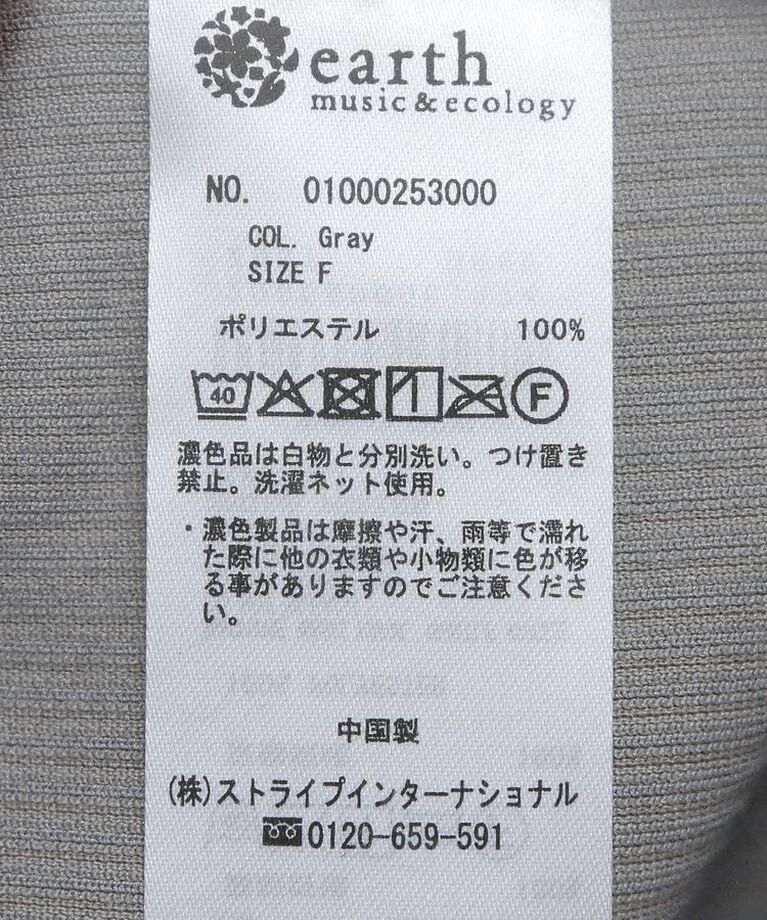 earth
music&ecology
NO. 01000253000
COL. Gray
SIZE F
ポリエステル 100%
40
F
濃色品は白物と分別洗い。つけ置き
禁止。洗濯ネット使用。
・濃色製品は摩擦や汗、雨等で濡れ
た際に他の衣類や小物類に色が移
る事がありますのでご注意くださ
い。
中国製
(株)ストライプインターナショナル
0120-659-591